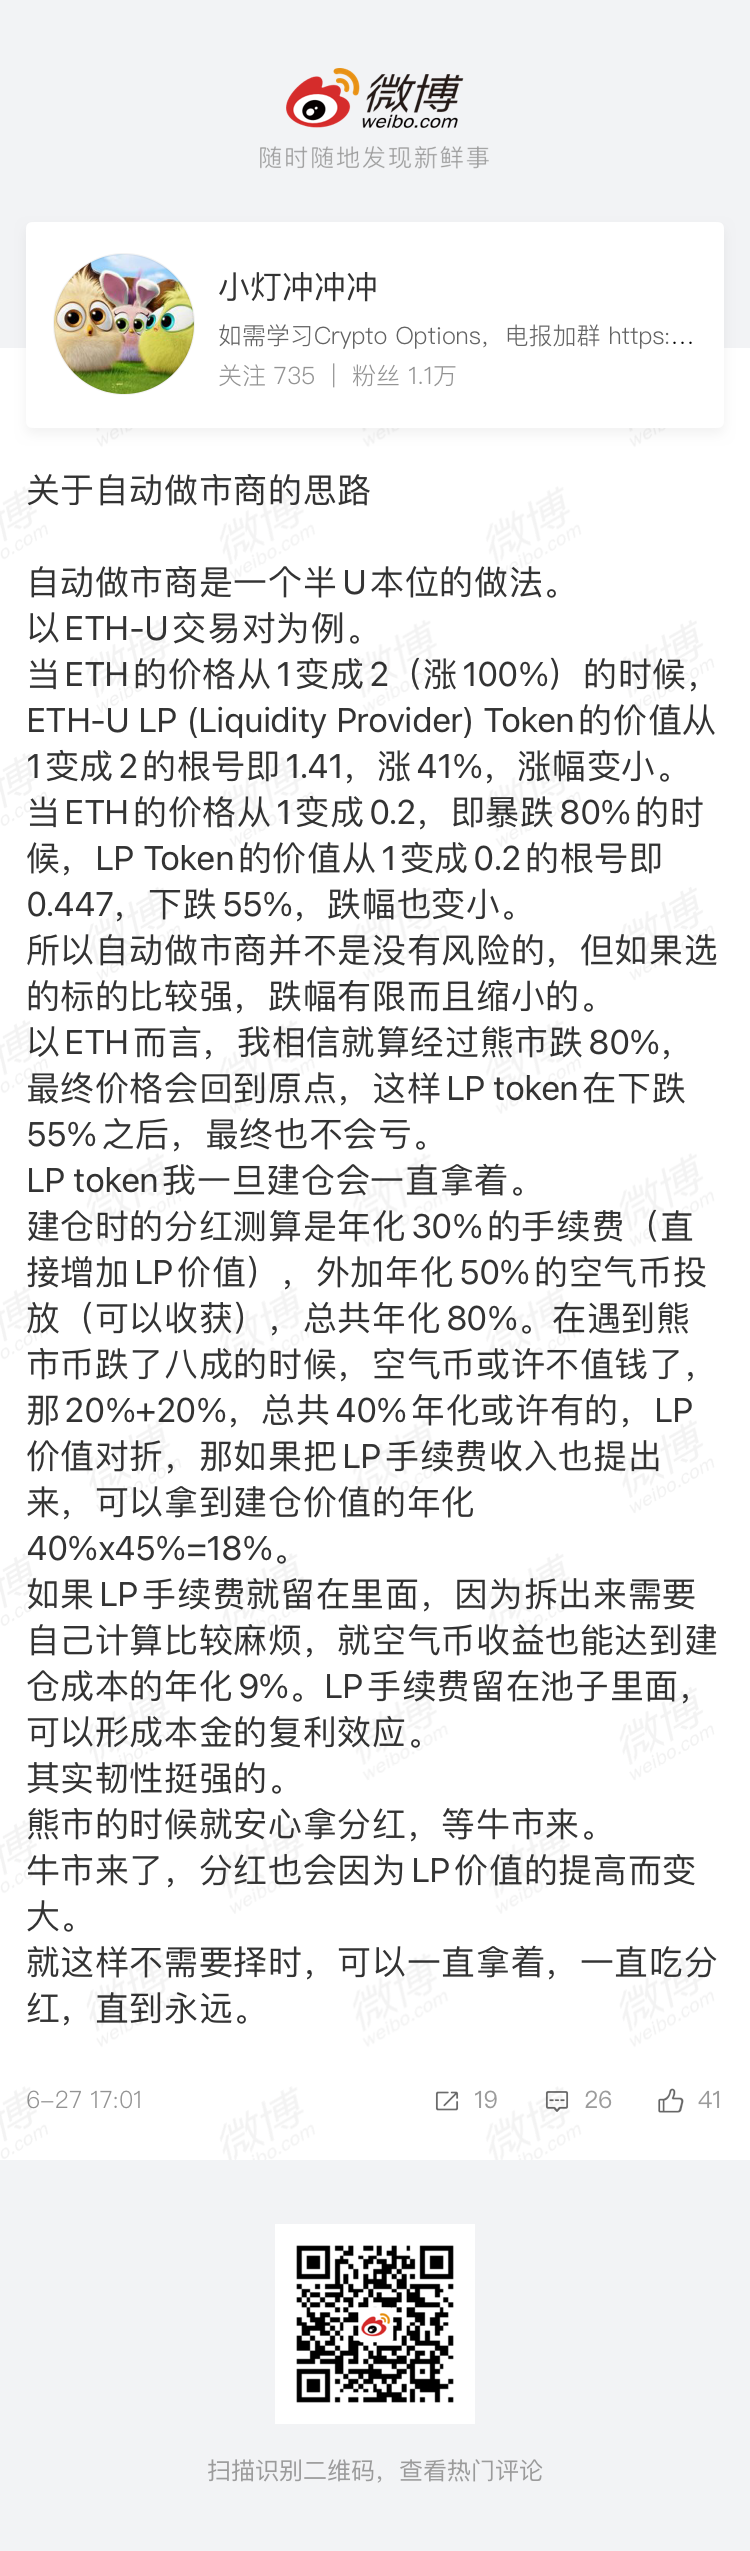 微博
weibo.com
随时随地发现新鲜事
小灯冲冲冲
如需学习Crypto Options，电报加群 https:...
关注 735 | 粉丝 1.1万
关于自动做市商的思路
自动做市商是一个半U本位的做法。
以ETH-U交易对为例。
当ETH的价格从1变成2（涨100%）的时候，
ETH-U LP (Liquidity Provider) Token的价值从
1变成2的根号即1.41，涨41%，涨幅变小。
当ETH的价格从1变成0.2，即暴跌80%的时
候，LP Token的价值从1变成0.2的根号即
0.447，下跌55%，跌幅也变小。
所以自动做市商并不是没有风险的，但如果选
的标的比较强，跌幅有限而且缩小的。
以ETH而言，我相信就算经过熊市跌80%，
最终价格会回到原点，这样LP token在下跌
55%之后，最终也不会亏。
LP token我一旦建仓会一直拿着。
建仓时的分红测算是年化30%的手续费（直
接增加LP价值），外加年化50%的空气币投
放（可以收获），总共年化80%。在遇到熊
市币跌了八成的时候，空气币或许不值钱了，
那20%+20%，总共40%年化或许有的，LP
价值对折，那如果把LP手续费收入也提出
来，可以拿到建仓价值的年化
40%x45%=18%。
如果LP手续费就留在里面，因为拆出来需要
自己计算比较麻烦，就空气币收益也能达到建
仓成本的年化9%。LP手续费留在池子里面，
可以形成本金的复利效应。
其实韧性挺强的。
熊市的时候就安心拿分红，等牛市来。
牛市来了，分红也会因为LP价值的提高而变
大。
就这样不需要择时，可以一直拿着，一直吃分
红，直到永远。
6-27 17:01 19 26 41
扫描识别二维码，查看热门评论